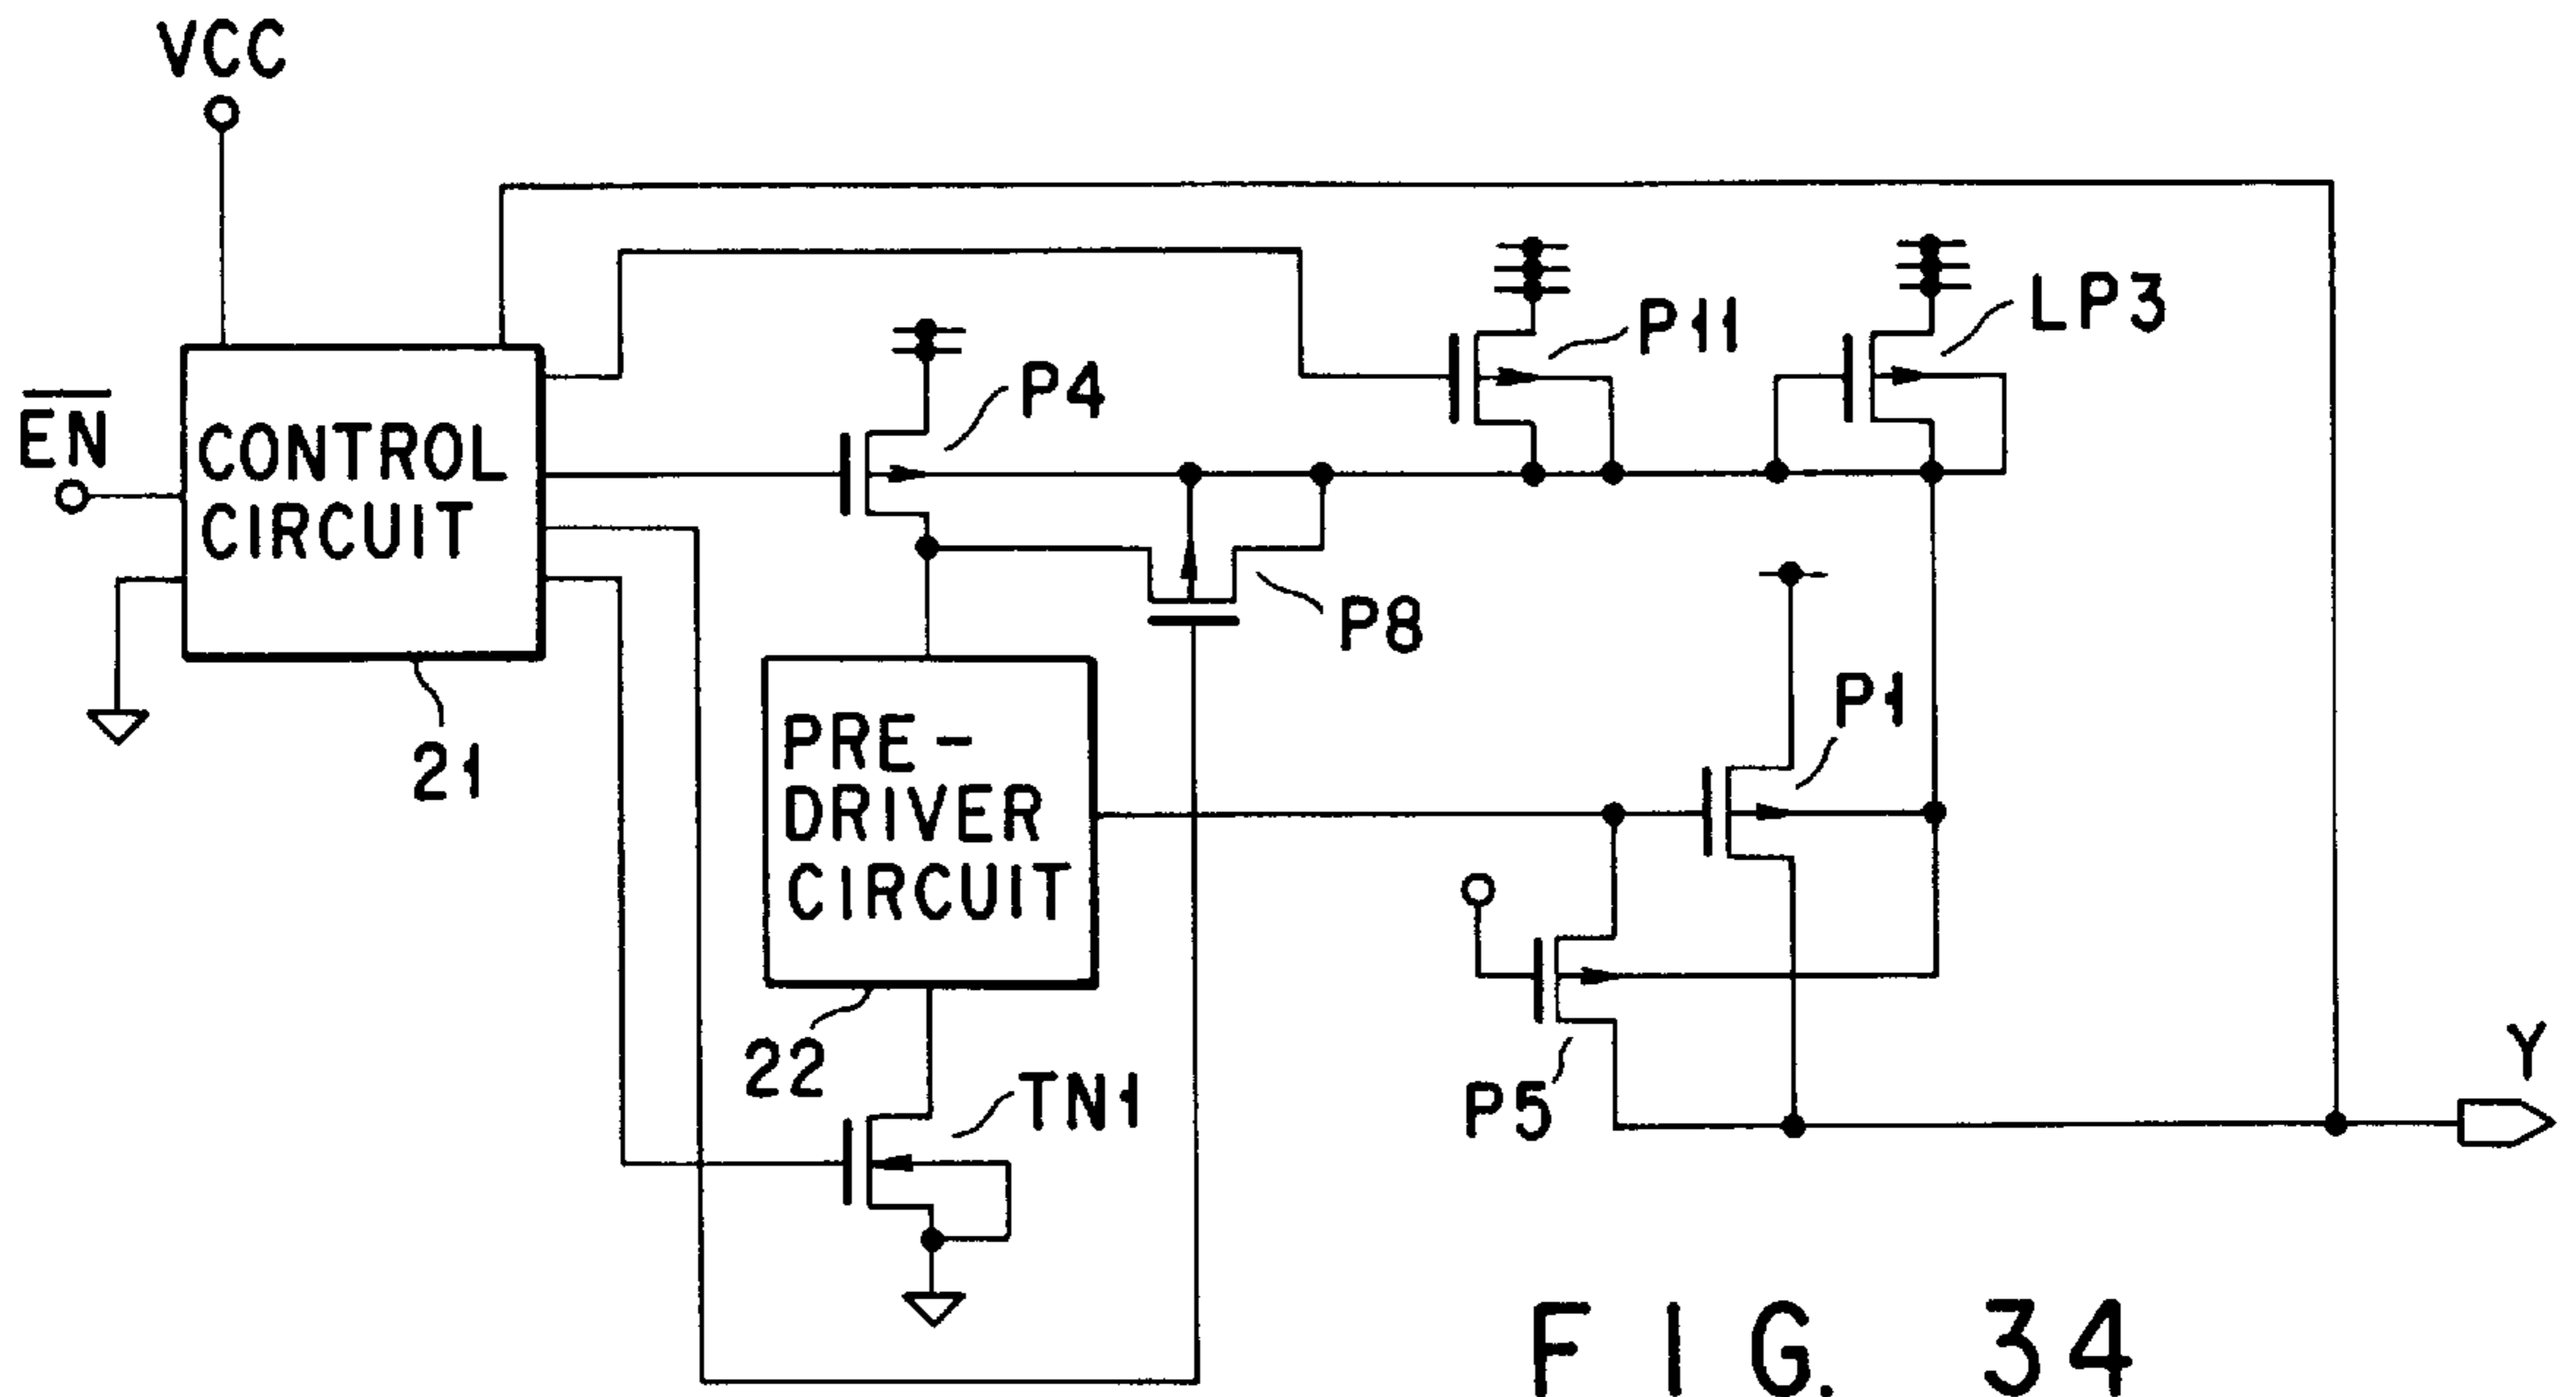 VCC
EN
CONTROL
CIRCUIT
21
P4
P11
LP3
P8
P1
PRE-
DRIVER
CIRCUIT
22
TN1
P5
Y
FIG. 34